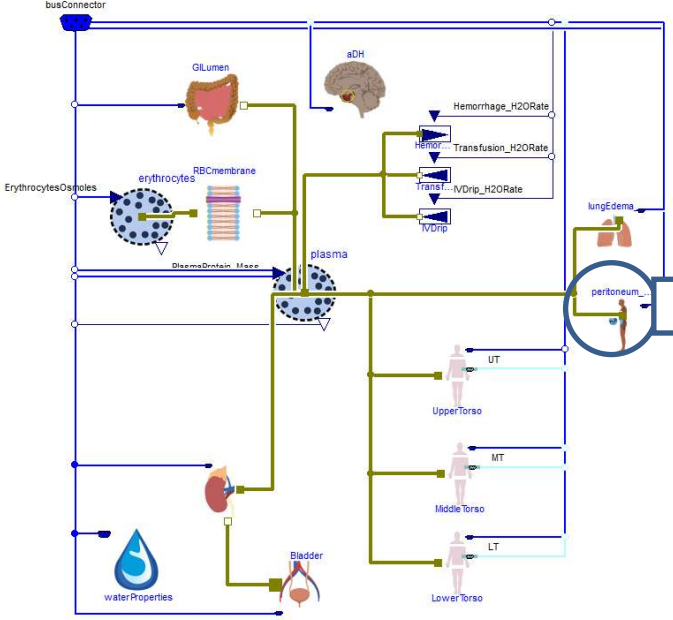 busConnector
GILumen
aDH
Hemorrhage_H2ORate
Hemor...
Transfusion_H2ORate
Transf...
IVDrip_H2ORate
IVDrip
ErythrocytesOsmoles
erythrocytes
RBCmembrane
lungEdema
plasma
PlasmaProtein_Mass
peritoneum_...
UT
UpperTorso
MT
MiddleTorso
LT
LowerTorso
Bladder
waterProperties